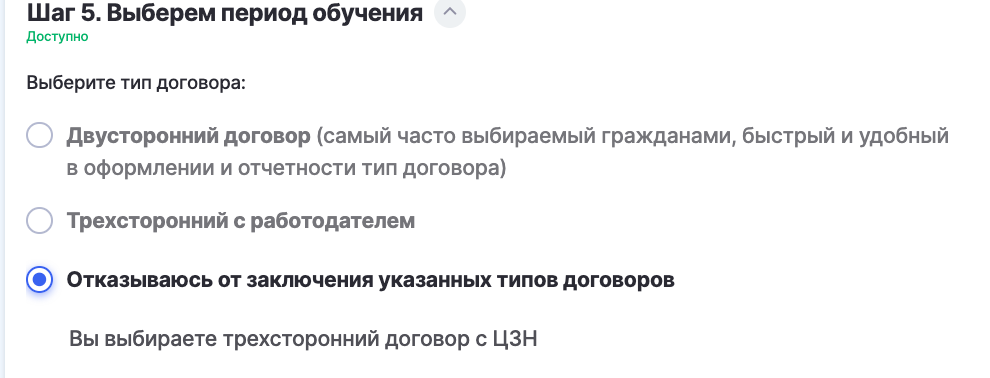 Шаг 5. Выберем период обучения
Доступно
Выберите тип договора:
Двусторонний договор (самый часто выбираемый гражданами, быстрый и удобный
в оформлении и отчетности тип договора)
Трехсторонний с работодателем
Отказываюсь от заключения указанных типов договоров
Вы выбираете трехсторонний договор с ЦЗН